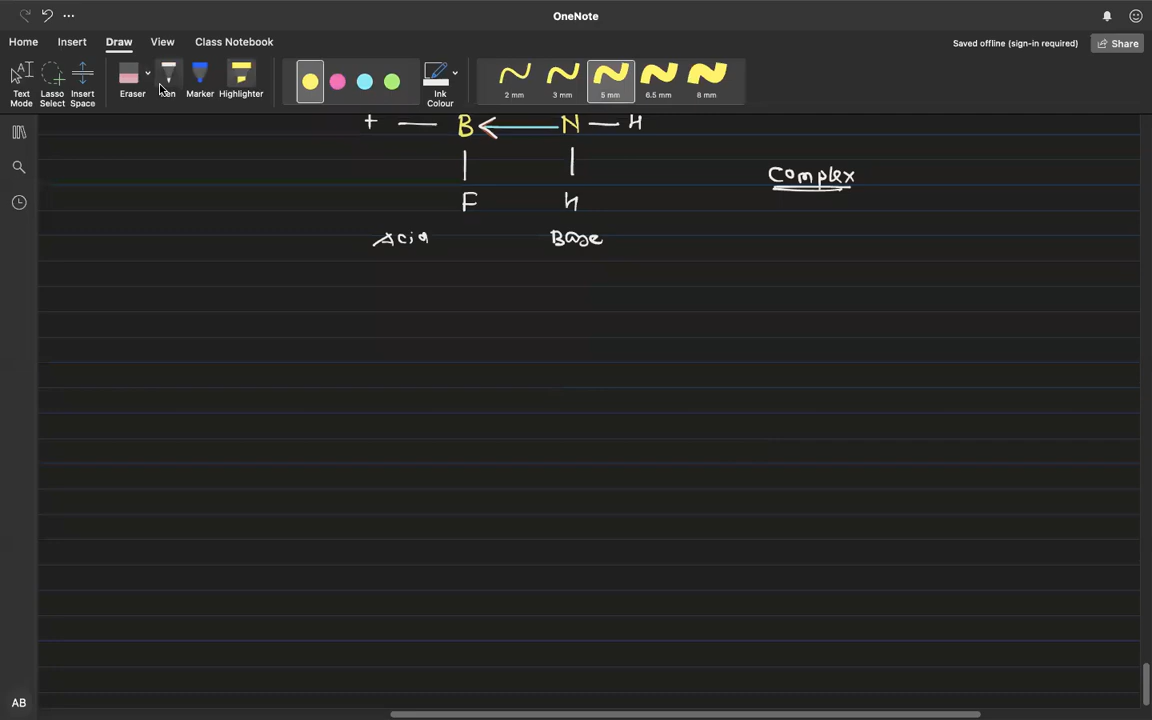 OneNote
Home Insert Draw View Class Notebook
Saved offline (sign-in required) Share
Text Mode Lasso Select Insert Space Eraser Pen Marker Highlighter Ink Colour 2 mm 3 mm 5 mm 6.5 mm 8 mm
B N H
Complex
F H
Acid Base
AB